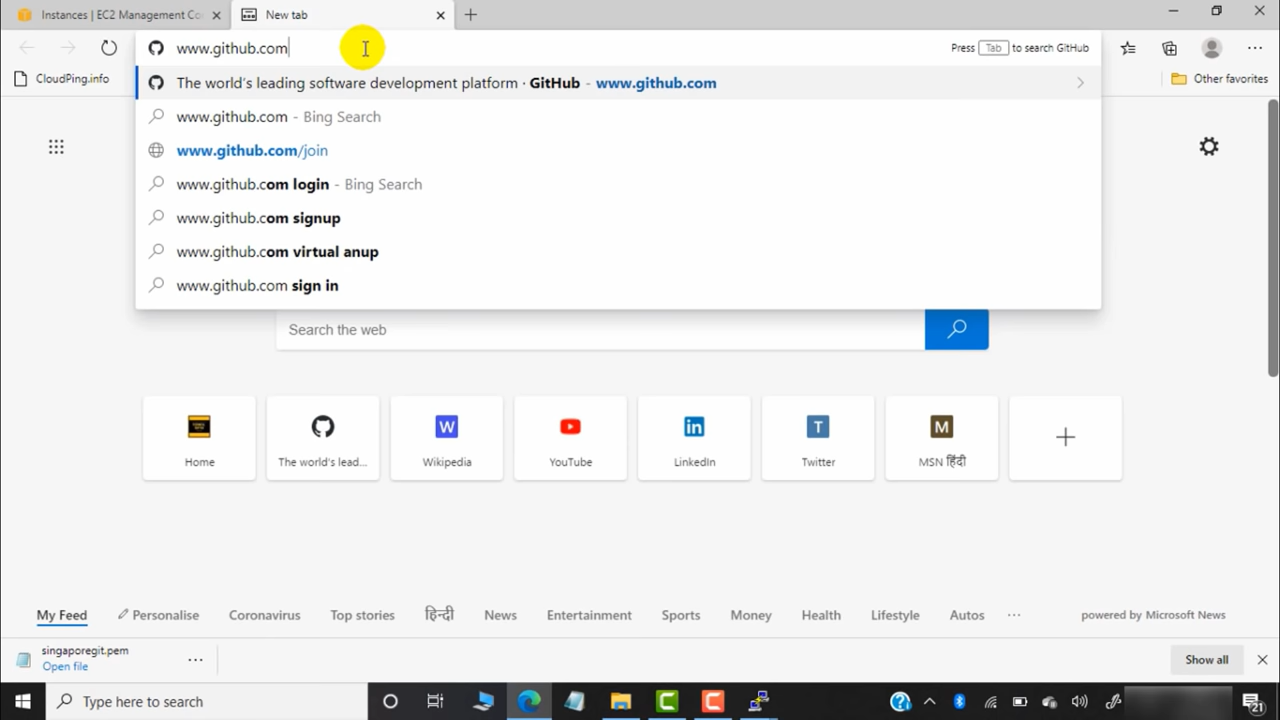 Instances | EC2 Management Co
New tab
www.github.com
Press Tab to search GitHub
CloudPing.info
Other favorites
The world's leading software development platform · GitHub - www.github.com
www.github.com - Bing Search
www.github.com/join
www.github.com login - Bing Search
www.github.com signup
www.github.com virtual anup
www.github.com sign in
Search the web
Home
The world's lead...
W
Wikipedia
YouTube
in
LinkedIn
T
Twitter
M
MSN हिंदी
My Feed
Personalise
Coronavirus
Top stories
हिन्दी
News
Entertainment
Sports
Money
Health
Lifestyle
Autos
...
powered by Microsoft News
singaporegit.pem
Open file
...
Show all
Type here to search
21